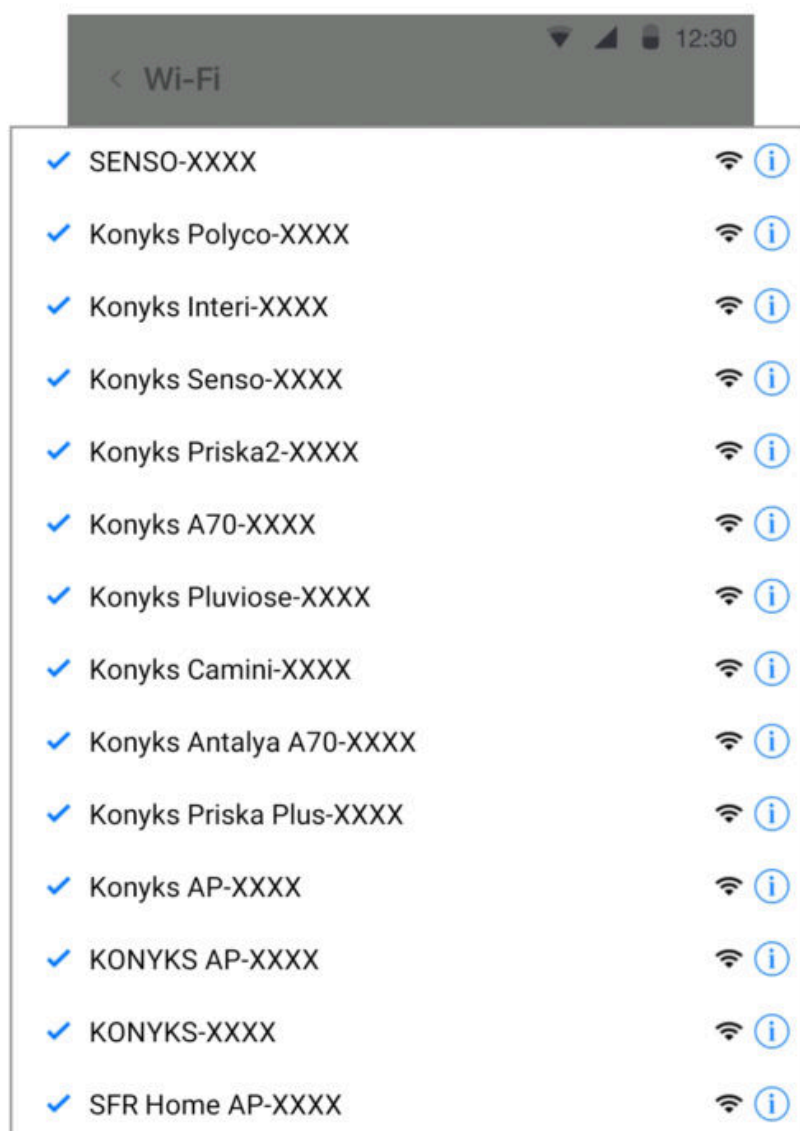 12:30
< Wi-Fi
SENSO-XXXX
Konyks Polyco-XXXX
Konyks Interi-XXXX
Konyks Senso-XXXX
Konyks Priska2-XXXX
Konyks A70-XXXX
Konyks Pluviose-XXXX
Konyks Camini-XXXX
Konyks Antalya A70-XXXX
Konyks Priska Plus-XXXX
Konyks AP-XXXX
KONYKS AP-XXXX
KONYKS-XXXX
SFR Home AP-XXXX